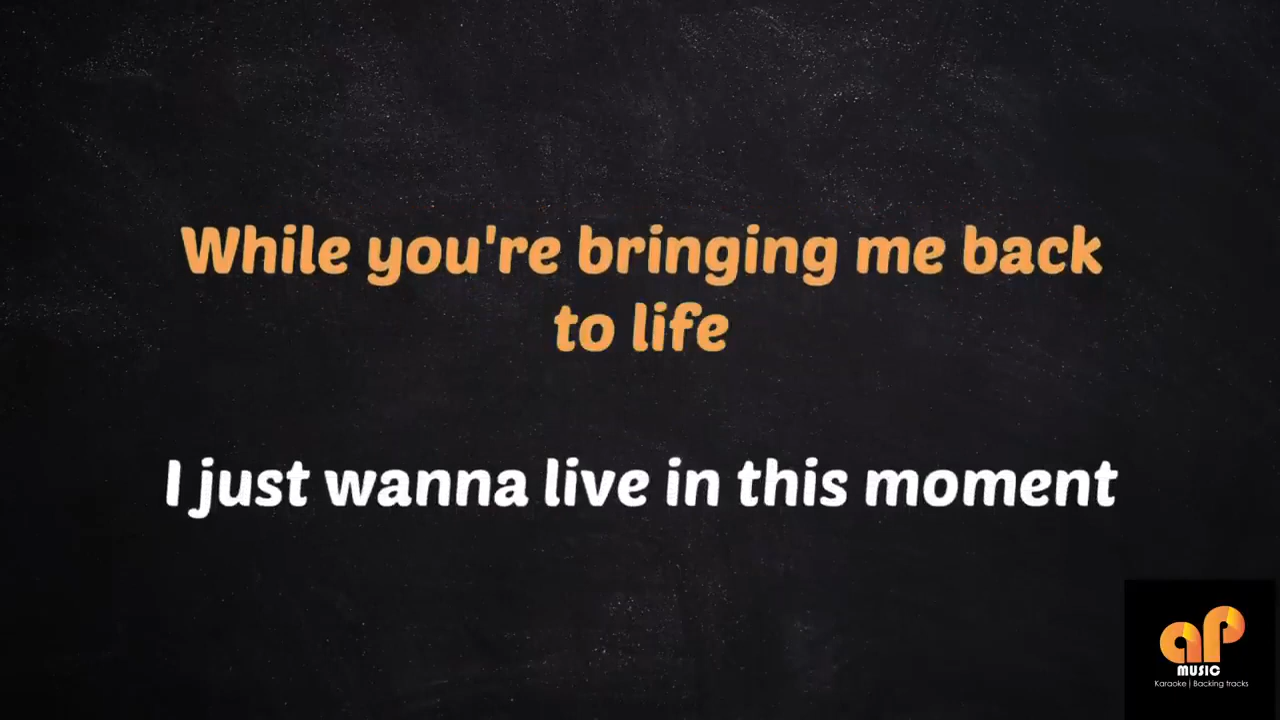 While you're bringing me back
to life
I just wanna live in this moment
aP
MUSIC
Karaoke | Backing tracks